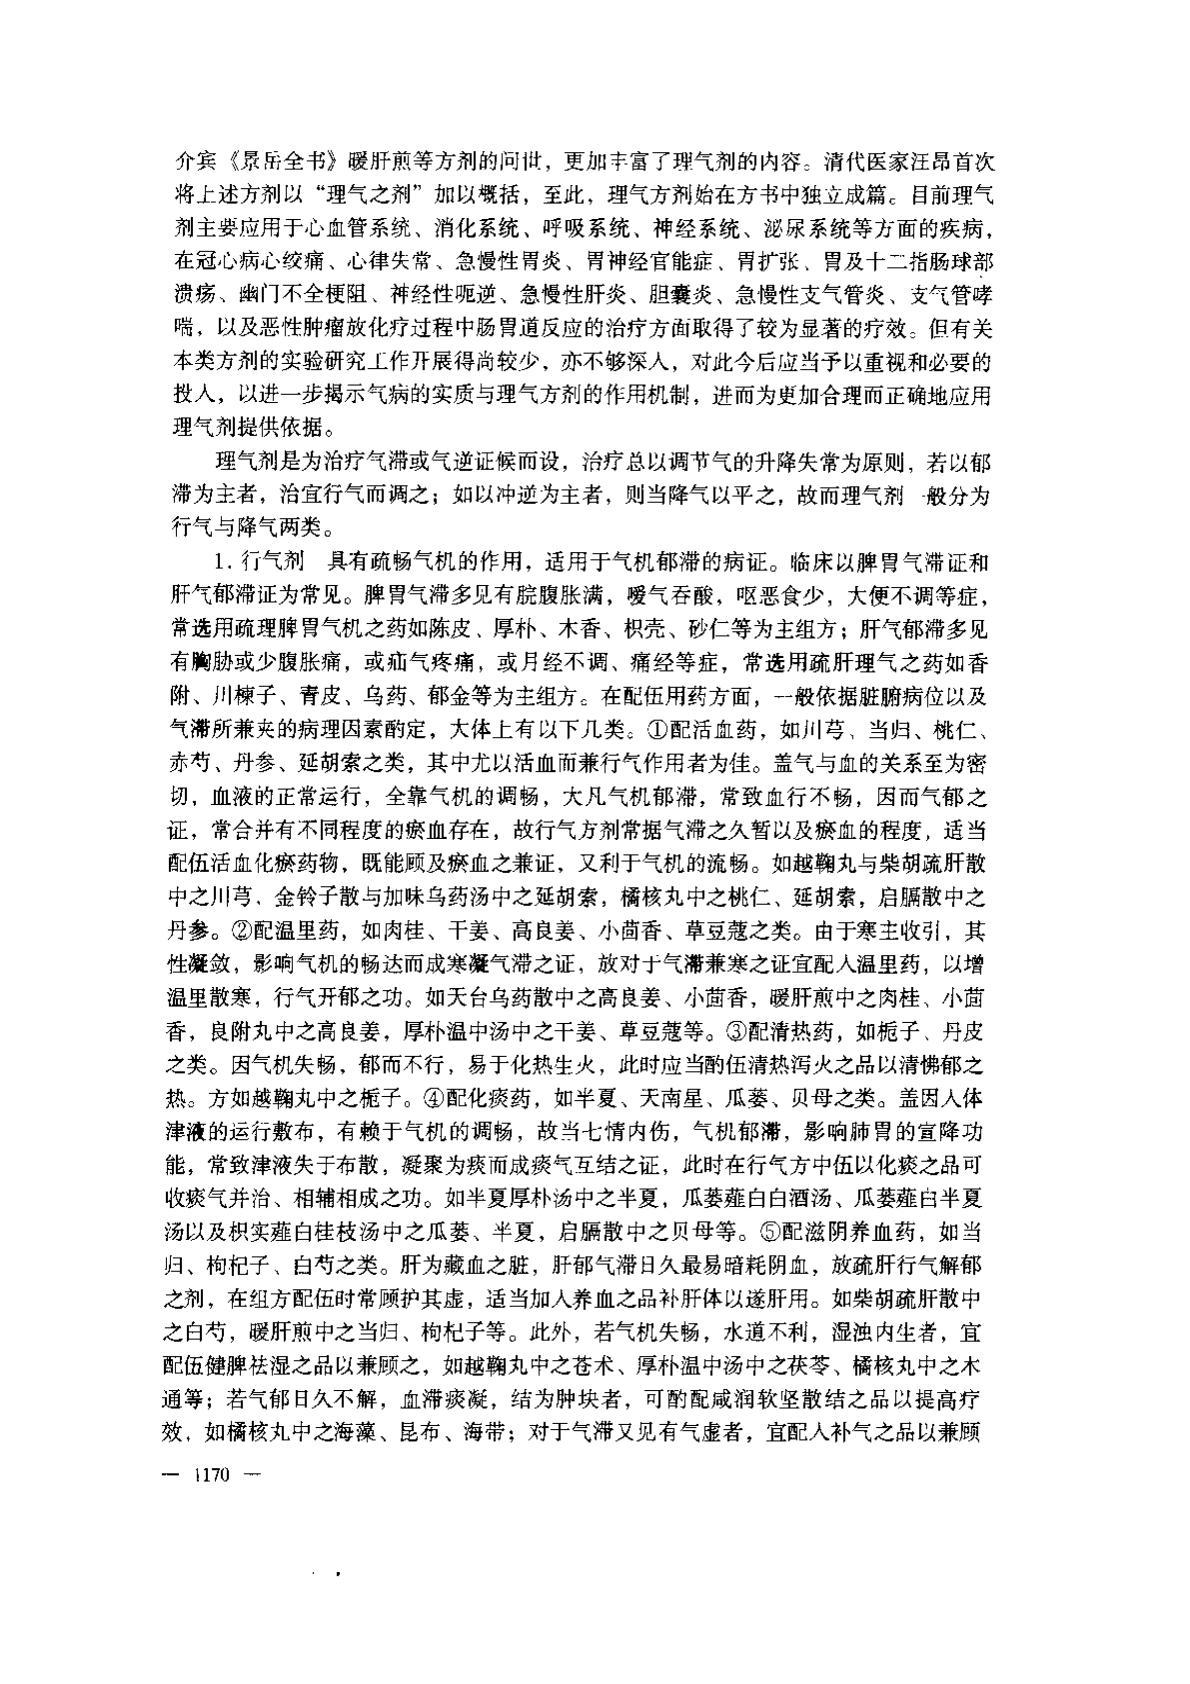 介宾《景岳全书》暖肝煎等方剂的问世，更加丰富了理气剂的内容。清代医家汪昂首次
将上述方剂以“理气之剂”加以概括，至此，理气方剂始在方书中独立成篇。目前理气
剂主要应用于心血管系统、消化系统、呼吸系统、神经系统、泌尿系统等方面的疾病，
在冠心病心绞痛、心律失常、急慢性胃炎、胃神经官能症、胃扩张、胃及十二指肠球部
溃疡、幽门不全梗阻、神经性呃逆、急慢性肝炎、胆囊炎、急慢性支气管炎、支气管哮
喘，以及恶性肿瘤放化疗过程中肠胃道反应的治疗方面取得了较为显著的疗效。但有关
本类方剂的实验研究工作开展得尚较少，亦不够深人，对此今后应当予以重视和必要的
投人，以进一步揭示气病的实质与理气方剂的作用机制，进而为更加合理而正确地应用
理气剂提供依据。
理气剂是为治疗气滞或气逆证候而设，治疗总以调节气的升降失常为原则，若以郁
滞为主者，治宜行气而调之；如以冲逆为主者，则当降气以平之，故而理气剂一般分为
行气与降气两类。
1. 行气剂　具有疏畅气机的作用，适用于气机郁滞的病证。临床以脾胃气滞证和
肝气郁滞证为常见。脾胃气滞多见有脘腹胀满，嗳气吞酸，呕恶食少，大便不调等症，
常选用疏理脾胃气机之药如陈皮、厚朴、木香、枳壳、砂仁等为主组方；肝气郁滞多见
有胸胁或少腹胀痛，或疝气疼痛，或月经不调、痛经等症，常选用疏肝理气之药如香
附、川楝子、青皮、乌药、郁金等为主组方。在配伍用药方面，一般依据脏腑病位以及
气滞所兼夹的病理因素酌定，大体上有以下几类。①配活血药，如川芎、当归、桃仁、
赤芍、丹参、延胡索之类，其中尤以活血而兼行气作用者为佳。盖气与血的关系至为密
切，血液的正常运行，全靠气机的调畅，大凡气机郁滞，常致血行不畅，因而气郁之
证，常合并有不同程度的瘀血存在，故行气方剂常据气滞之久暂以及瘀血的程度，适当
配伍活血化瘀药物，既能顾及瘀血之兼证，又利于气机的流畅。如越鞠丸与柴胡疏肝散
中之川芎、金铃子散与加味乌药汤中之延胡索，橘核丸中之桃仁、延胡索，启膈散中之
丹参。②配温里药，如肉桂、干姜、高良姜、小茴香、草豆蔻之类。由于寒主收引，其
性凝敛，影响气机的畅达而成寒凝气滞之证，放对于气滞兼寒之证宜配人温里药，以增
温里散寒，行气开郁之功。如天台乌药散中之高良姜、小茴香，暖肝煎中之肉桂、小茴
香，良附丸中之高良姜，厚朴温中汤中之干姜、草豆蔻等。③配清热药，如栀子、丹皮
之类。因气机失畅，郁而不行，易于化热生火，此时应当酌伍清热泻火之品以清怫郁之
热。方如越鞠丸中之栀子。④配化痰药，如半夏、天南星、瓜蒌、贝母之类。盖因人体
津液的运行敷布，有赖于气机的调畅，故当七情内伤，气机郁滞，影响肺胃的宣降功
能，常致津液失于布散，凝聚为痰而成痰气互结之证，此时在行气方中伍以化痰之品可
收痰气并治、相辅相成之功。如半夏厚朴汤中之半夏，瓜蒌薤白白酒汤、瓜蒌薤白半夏
汤以及枳实薤白桂枝汤中之瓜蒌、半夏，启膈散中之贝母等。⑤配滋阴养血药，如当
归、枸杞子、白芍之类。肝为藏血之脏，肝郁气滞日久最易暗耗阴血，放疏肝行气解郁
之剂，在组方配伍时常顾护其虚，适当加人养血之品补肝体以遂肝用。如柴胡疏肝散中
之白芍，暖肝煎中之当归、枸杞子等。此外，若气机失畅，水道不利，湿浊内生者，宜
配伍健脾祛湿之品以兼顾之，如越鞠丸中之苍术、厚朴温中汤中之茯苓、橘核丸中之木
通等；若气郁日久不解，血滞痰凝，结为肿块者，可酌配咸润软坚散结之品以提高疗
效，如橘核丸中之海藻、昆布、海带；对于气滞又见有气虚者，宜配人补气之品以兼顾
— 1170 —